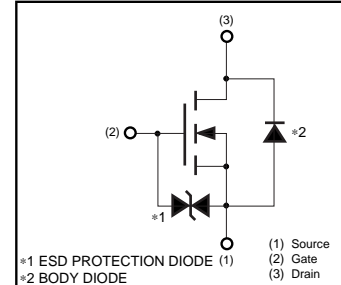 (3)
(2)
∗2
∗1
∗1 ESD PROTECTION DIODE
(1)
∗2 BODY DIODE
(1) Source
(2) Gate
(3) Drain